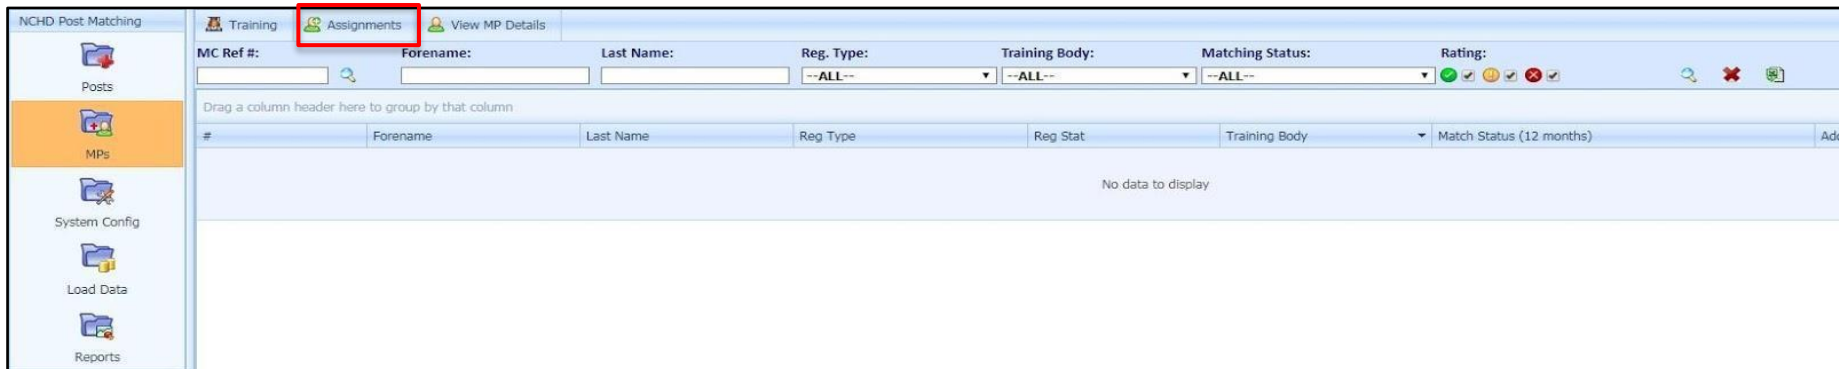 NCHD Post Matching
Posts
MPs
System Config
Load Data
Reports
Training Assignments View MP Details
MC Ref #: Forename: Last Name: Reg. Type: Training Body: Matching Status: Rating:
--ALL-- --ALL-- --ALL--
Drag a column header here to group by that column
# Forename Last Name Reg Type Reg Stat Training Body Match Status (12 months) Add
No data to display